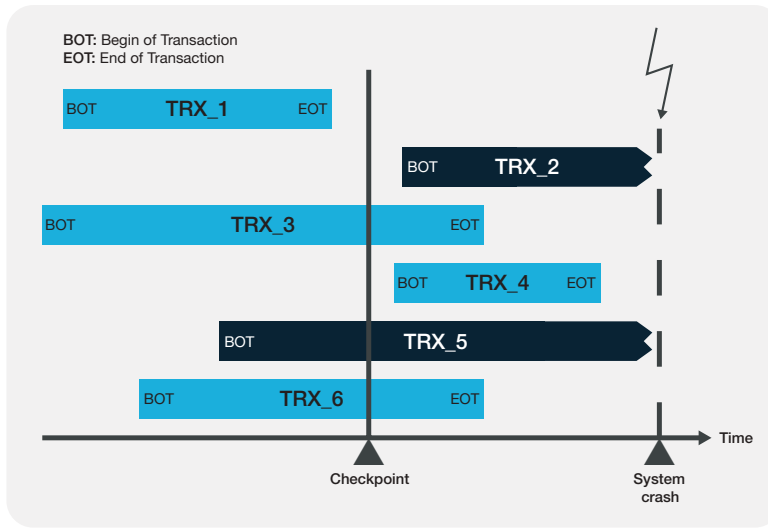 BOT: Begin of Transaction
EOT: End of Transaction
BOT TRX_1 EOT
BOT TRX_2
BOT TRX_3 EOT
BOT TRX_4 EOT
BOT TRX_5
BOT TRX_6 EOT
Time
Checkpoint
System
crash